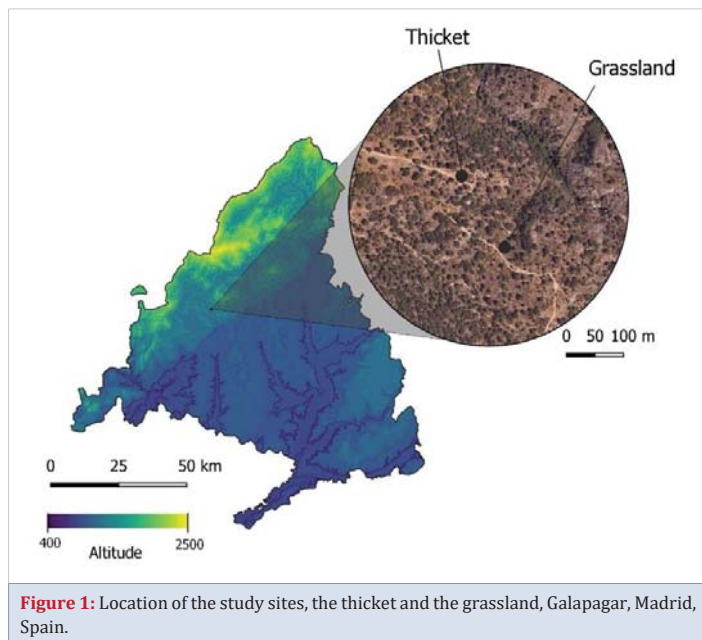 Thicket
Grassland
0 50 100 m
0 25 50 km
400 2500
Altitude
Figure 1: Location of the study sites, the thicket and the grassland, Galapagar, Madrid,
Spain.